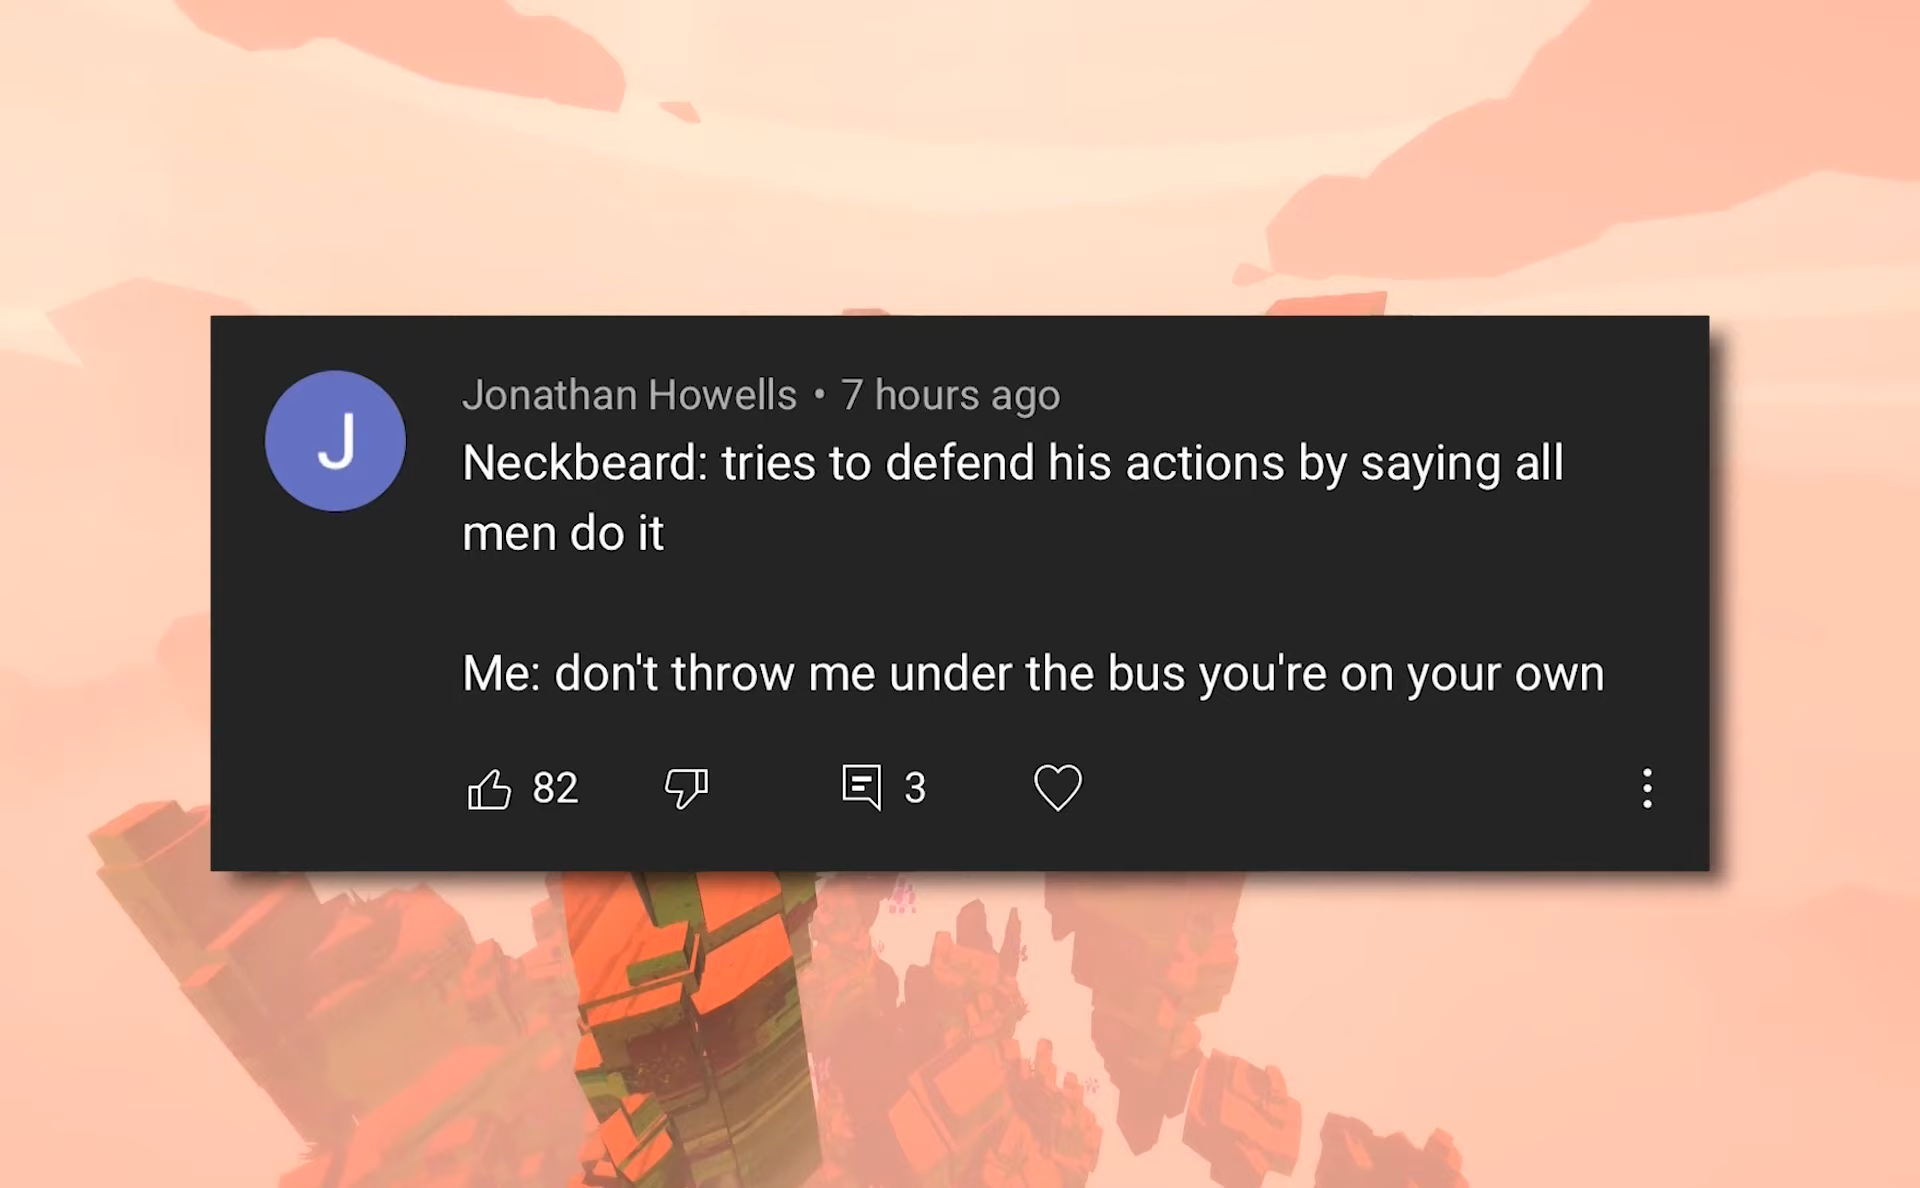 J
Jonathan Howells • 7 hours ago
Neckbeard: tries to defend his actions by saying all
men do it
Me: don't throw me under the bus you're on your own
82
3